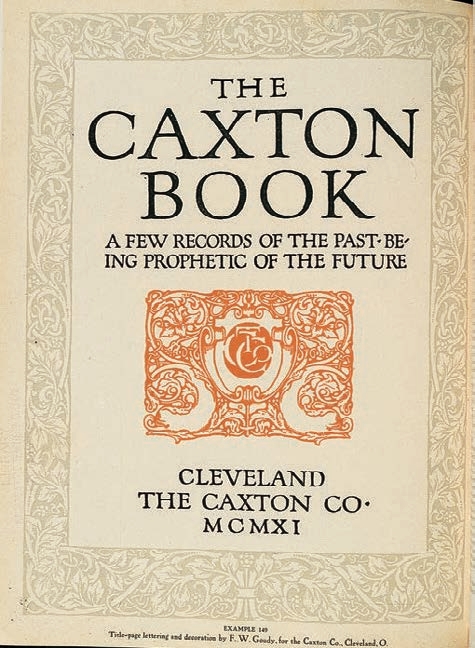 THE
CAXTON
BOOK
A FEW RECORDS OF THE PAST·BE-
ING PROPHETIC OF THE FUTURE
CLEVELAND
THE CAXTON CO·
MCMXI
EXAMPLE 149
Title-page lettering and decoration by F. W. Goudy, for the Caxton Co., Cleveland, O.